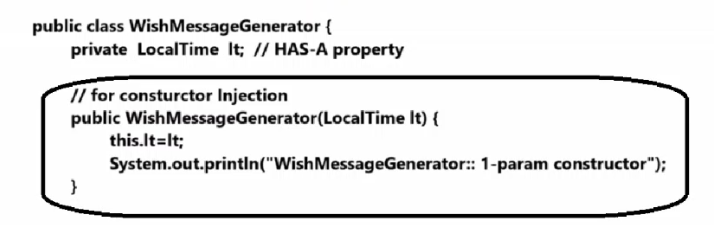 public class WishMessageGenerator {
private LocalTime lt; // HAS-A property
// for consturctor Injection
public WishMessageGenerator(LocalTime lt) {
this.lt=lt;
System.out.println("WishMessageGenerator:: 1-param constructor");
}